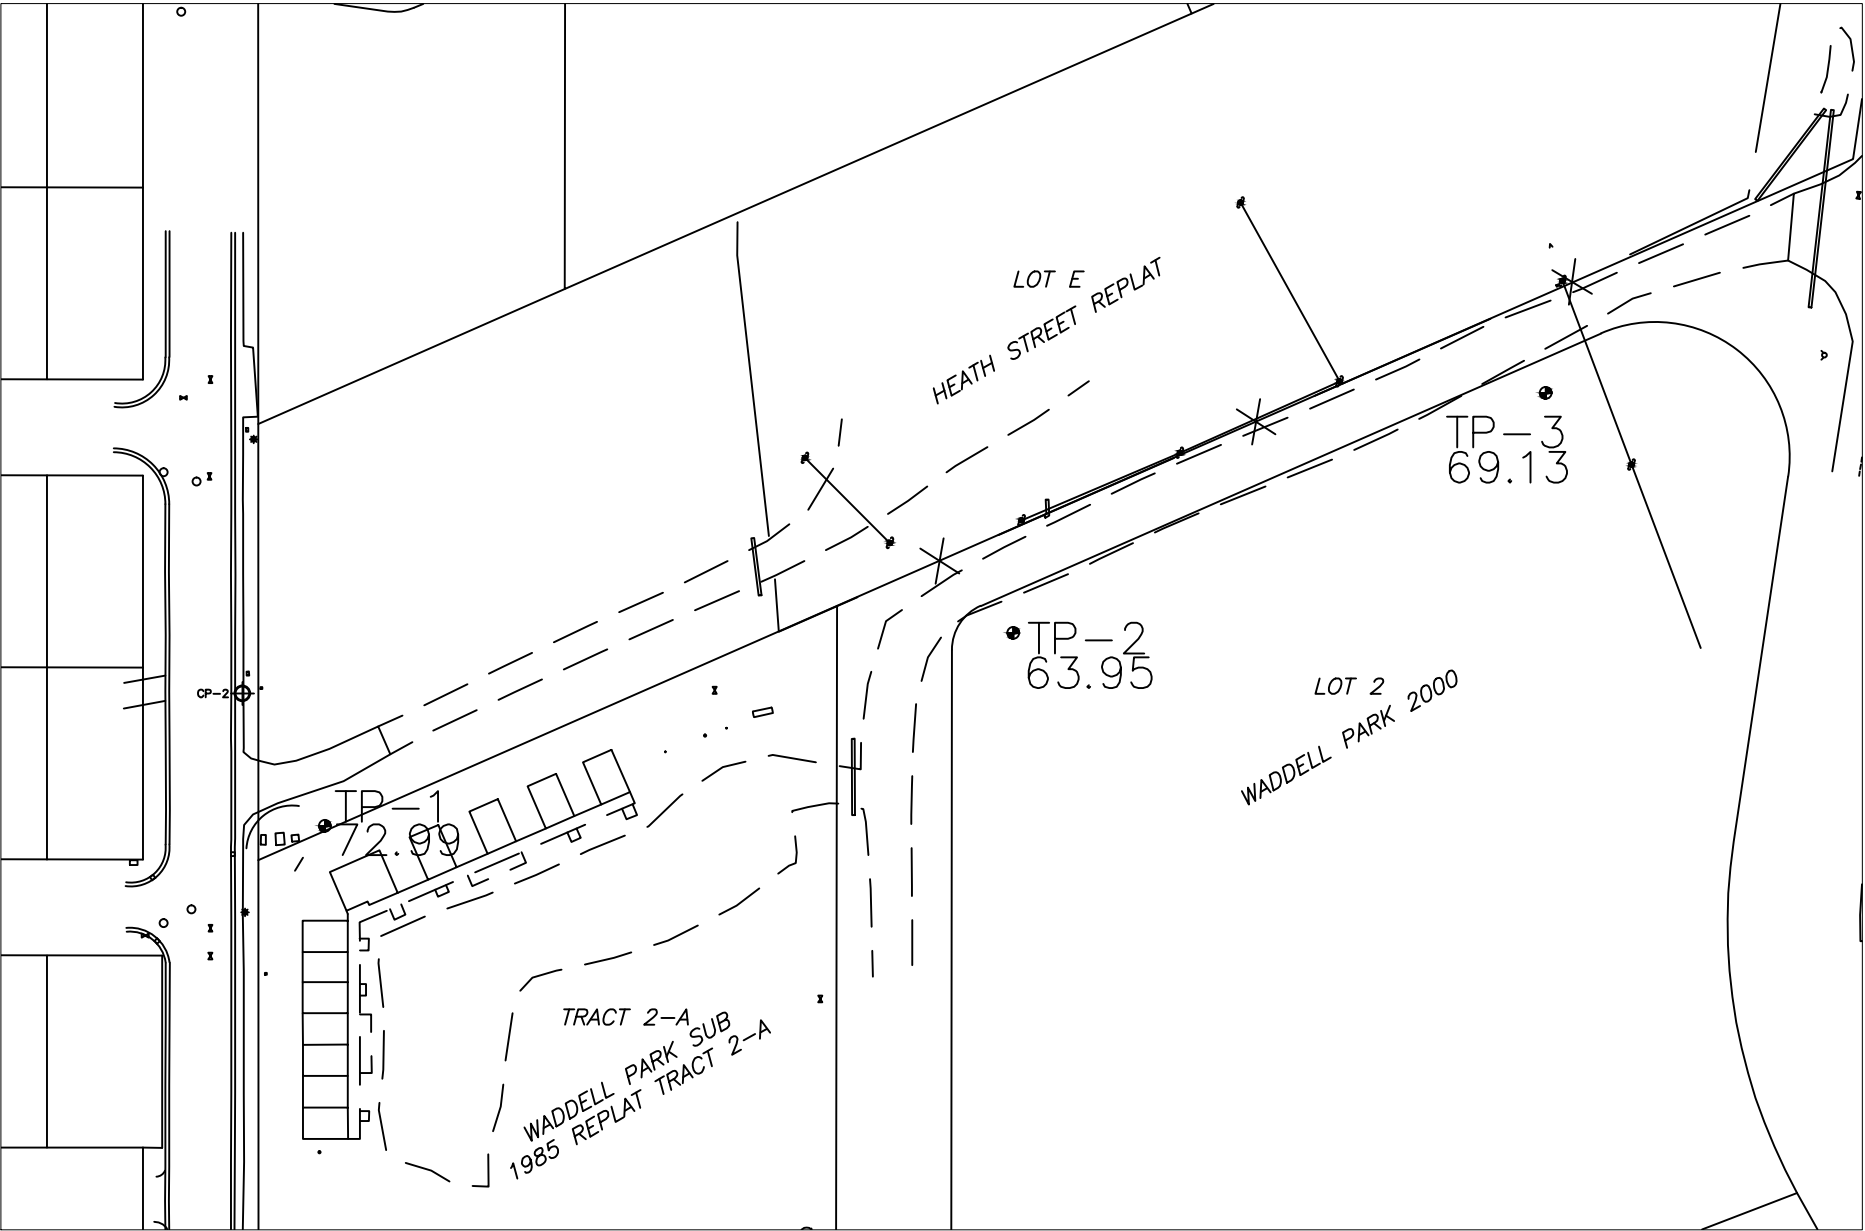 LOT E
HEATH STREET REPLAT
TP-3
69.13
TP-2
63.95
CP-2
LOT 2
WADDELL PARK 2000
TP-1
72.99
TRACT 2-A
WADDELL PARK SUB
1985 REPLAT TRACT 2-A